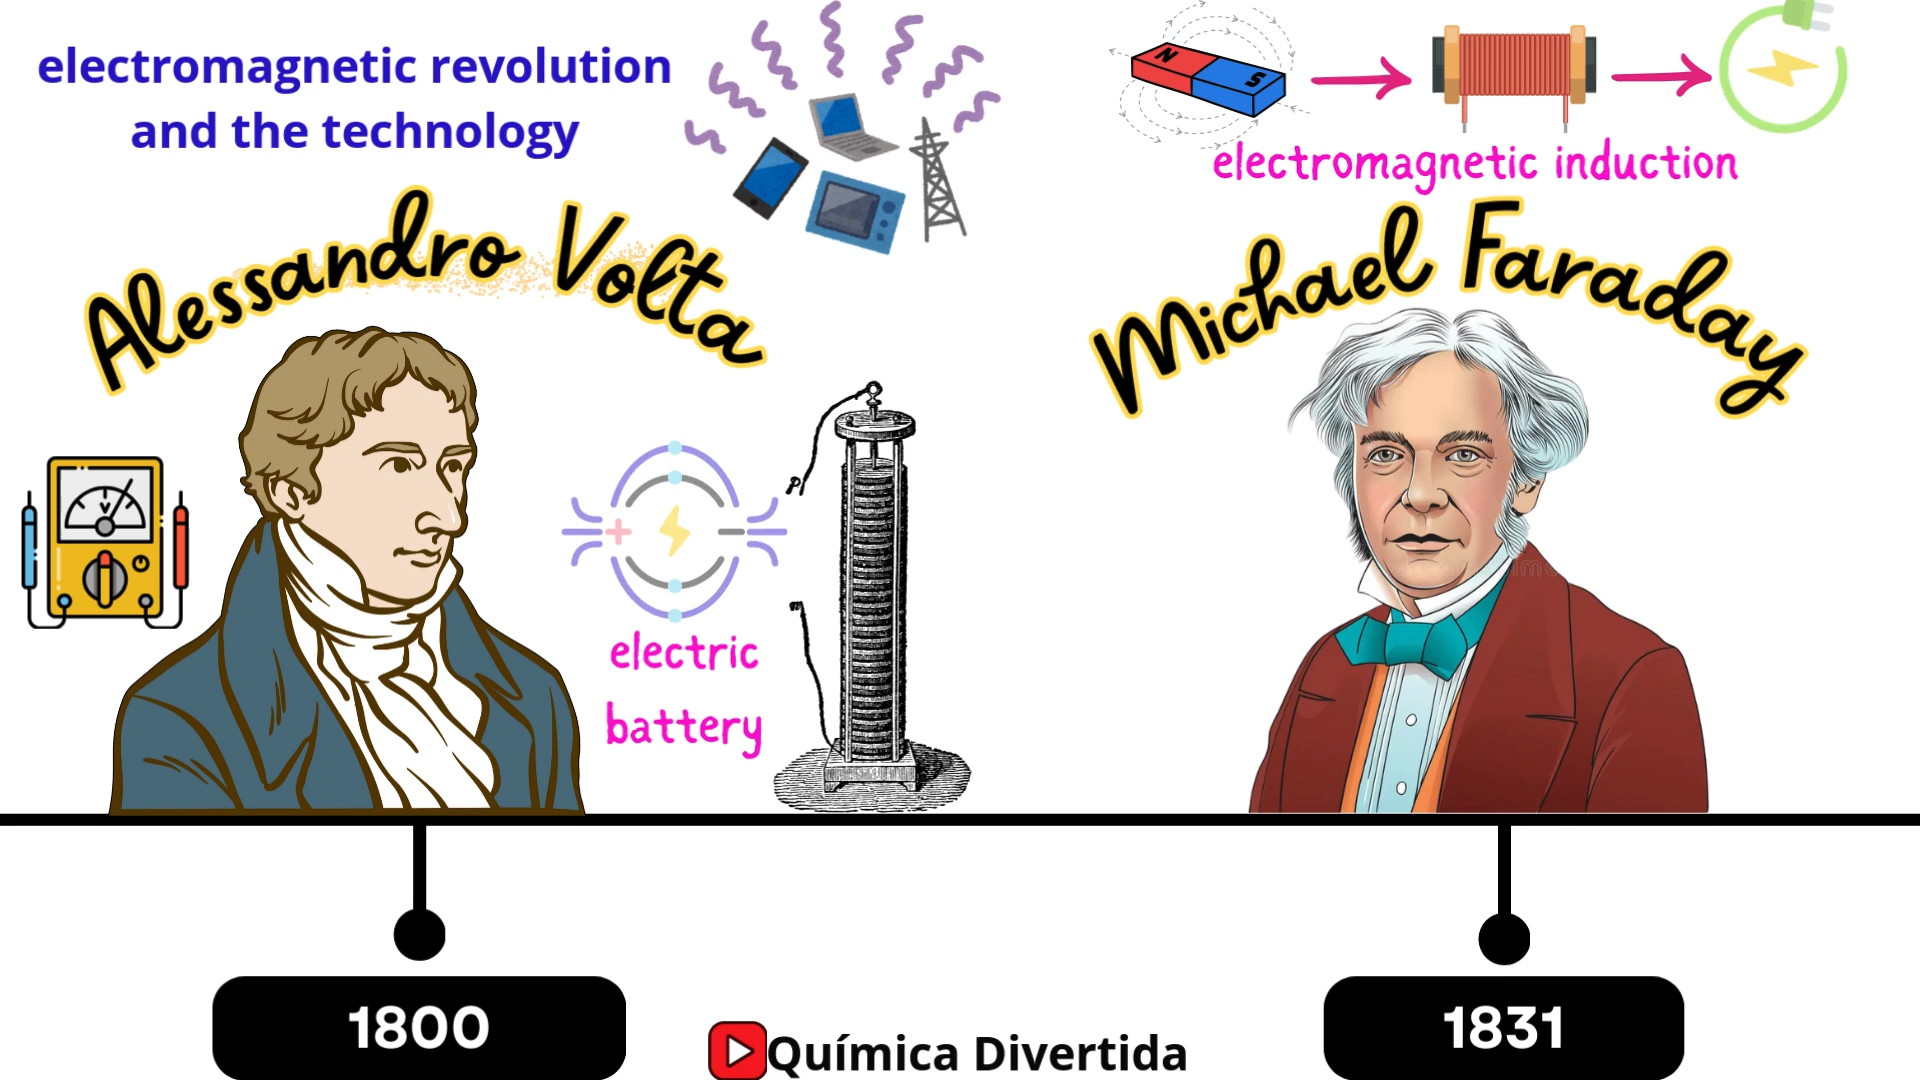 electromagnetic revolution
and the technology
N
S
electromagnetic induction
Alessandro Volta
Michael Faraday
V
electric
battery
1800
1831
Química Divertida